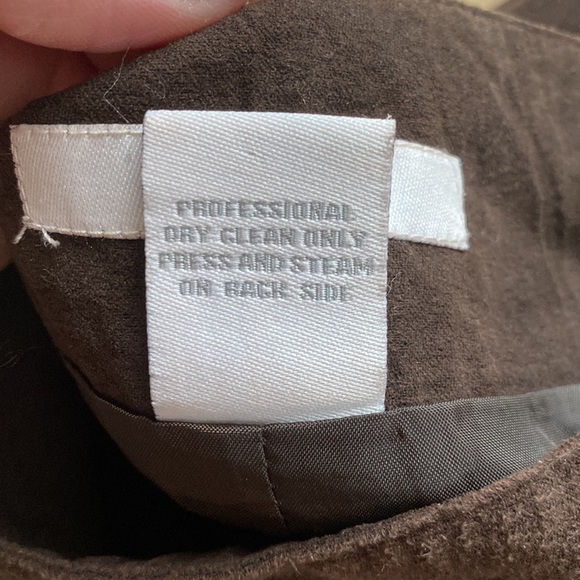 PROFESSIONAL
DRY CLEAN ONLY
PRESS AND STEAM
ON BACK SIDE